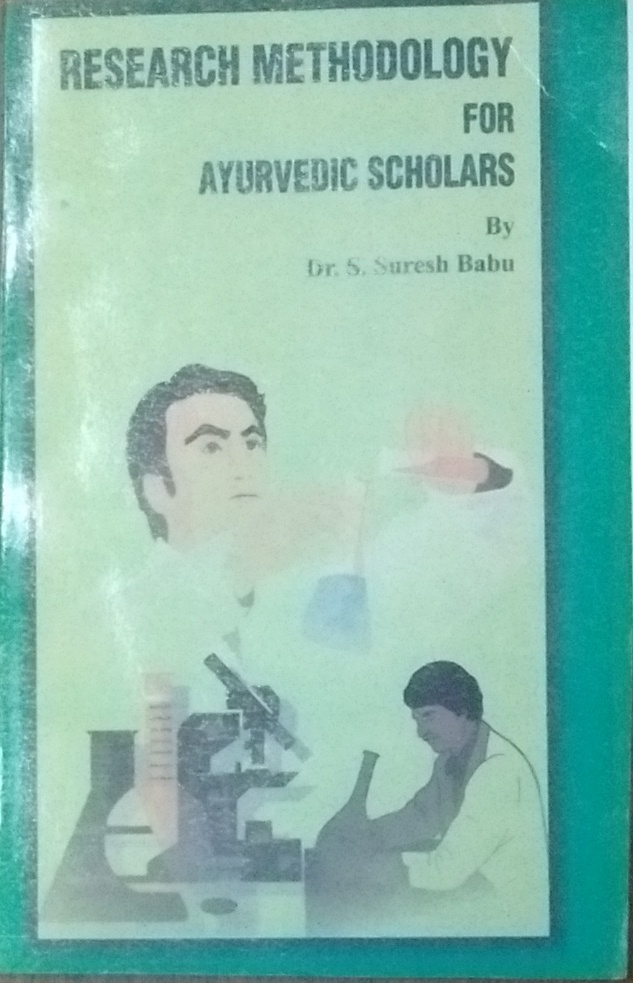 RESEARCH METHODOLOGY
FOR
AYURVEDIC SCHOLARS
By
Dr. S. Suresh Babu